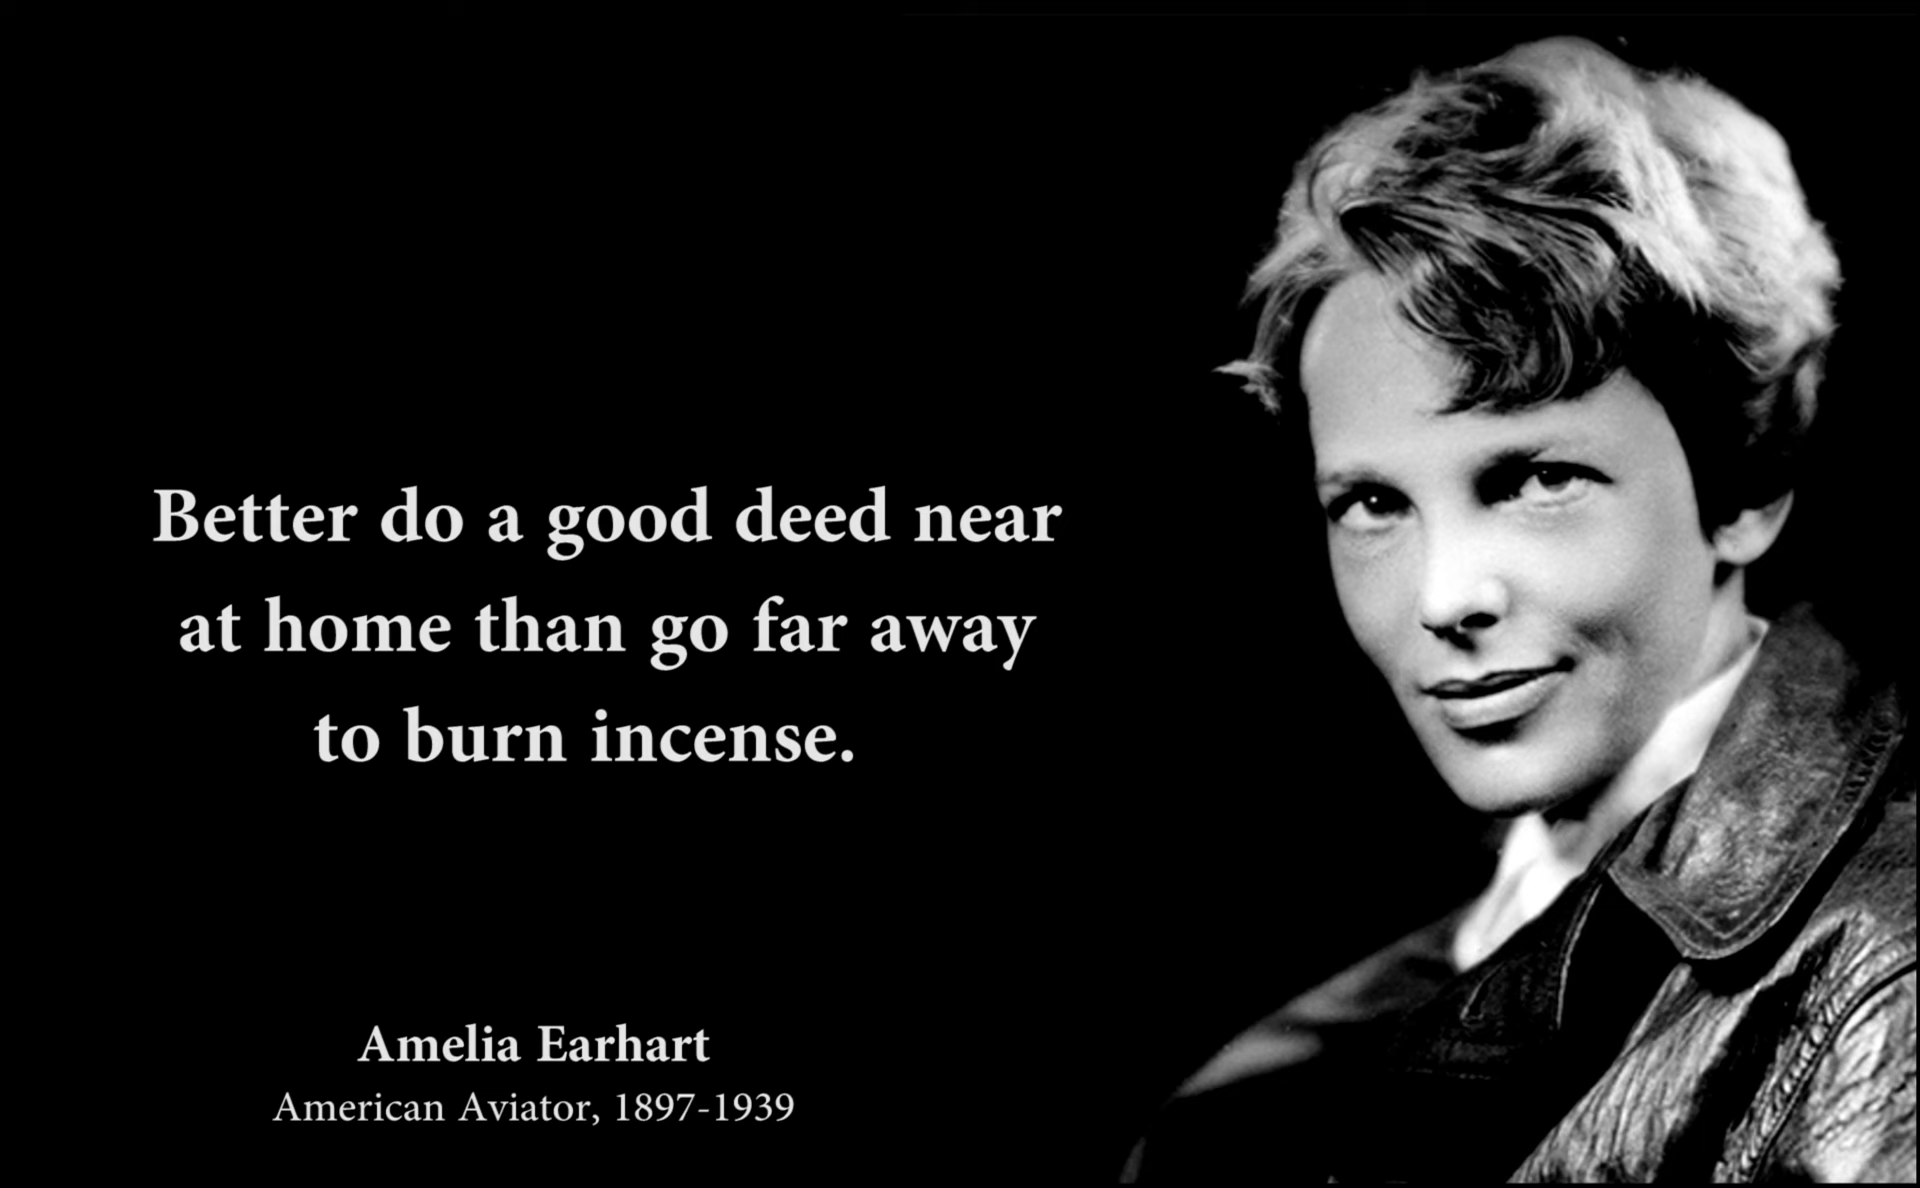 Better do a good deed near
at home than go far away
to burn incense.
Amelia Earhart
American Aviator, 1897-1939